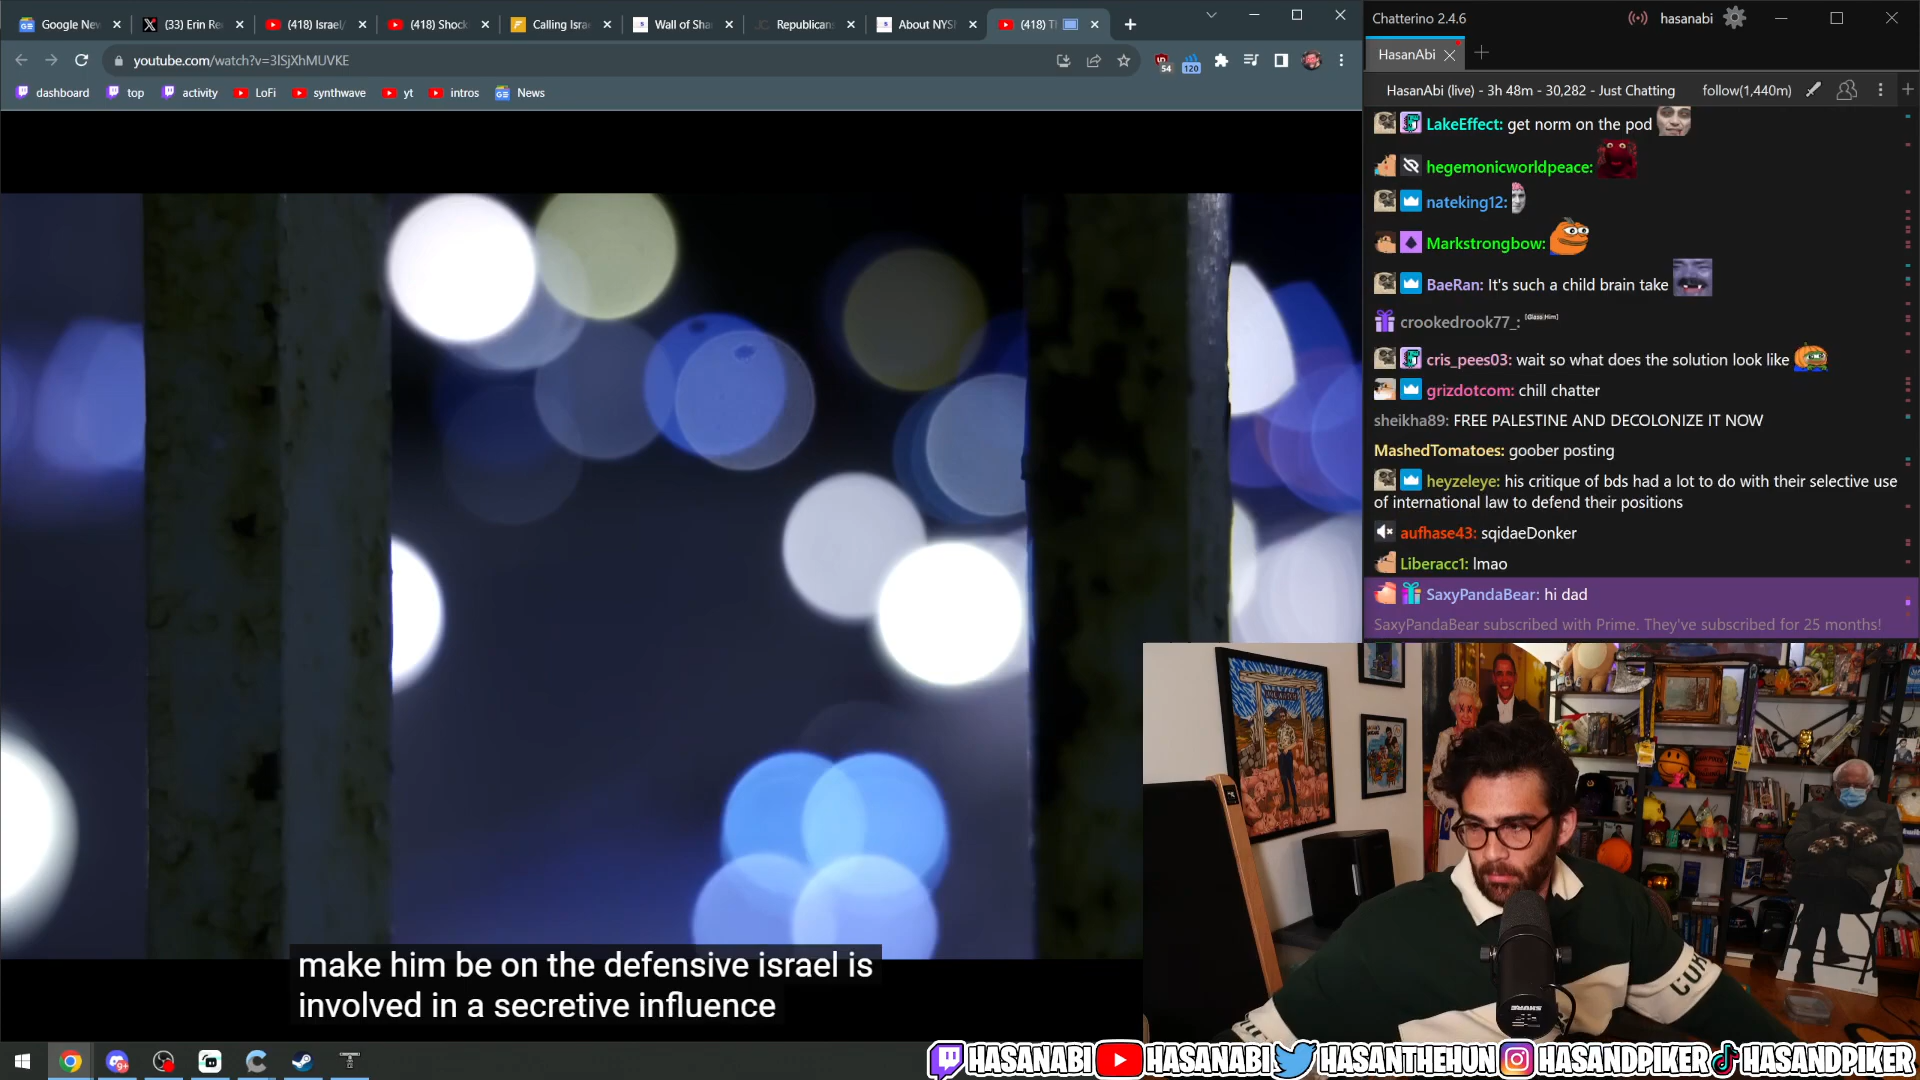 Google Nev
(33) Erin Re
(418) Israel/
(418) Shock
Calling Isra
Wall of Sha
Republicans
About NYSI
(418) Th
youtube.com/watch?v=3lSjXhMUVKE
54
120
dashboard
top
activity
LoFi
synthwave
yt
intros
News
make him be on the defensive israel is
involved in a secretive influence
Chatterino 2.4.6
hasanabi
HasanAbi
HasanAbi (live) - 3h 48m - 30,282 - Just Chatting
follow(1,440m)
LakeEffect: get norm on the pod
hegemonicworldpeace:
nateking12:
Markstrongbow:
BaeRan: It's such a child brain take
crookedrook77_:
cris_pees03: wait so what does the solution look like
grizdotcom: chill chatter
sheikha89: FREE PALESTINE AND DECOLONIZE IT NOW
MashedTomatoes: goober posting
heyzeleye: his critique of bds had a lot to do with their selective use
of international law to defend their positions
aufhase43: sqidaeDonker
Liberacc1: lmao
SaxyPandaBear: hi dad
SaxyPandaBear subscribed with Prime. They've subscribed for 25 months!
HASANABI
HASANABI
HASANTHEHUN
HASANDPIKER
HASANDPIKER